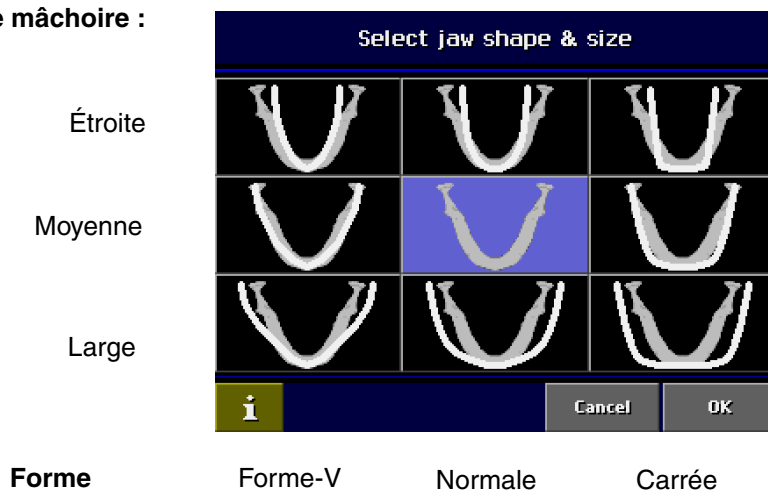 mâchoire :
Select jaw shape & size
Étroite
Moyenne
Large
i
Cancel
OK
Forme
Forme-V
Normale
Carrée